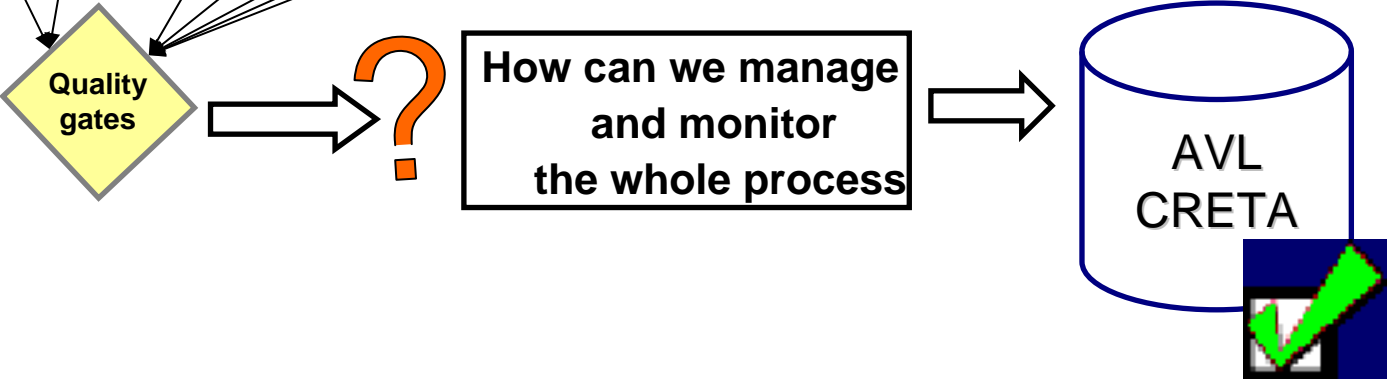 Quality
gates
?
How can we manage
and monitor
the whole process
AVL
CRETA